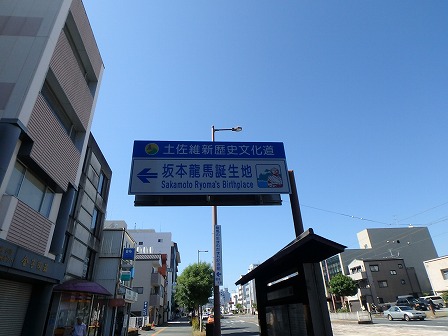 土佐維新歴史文化道
坂本龍馬誕生地
Sakamoto Ryoma's Birthplace